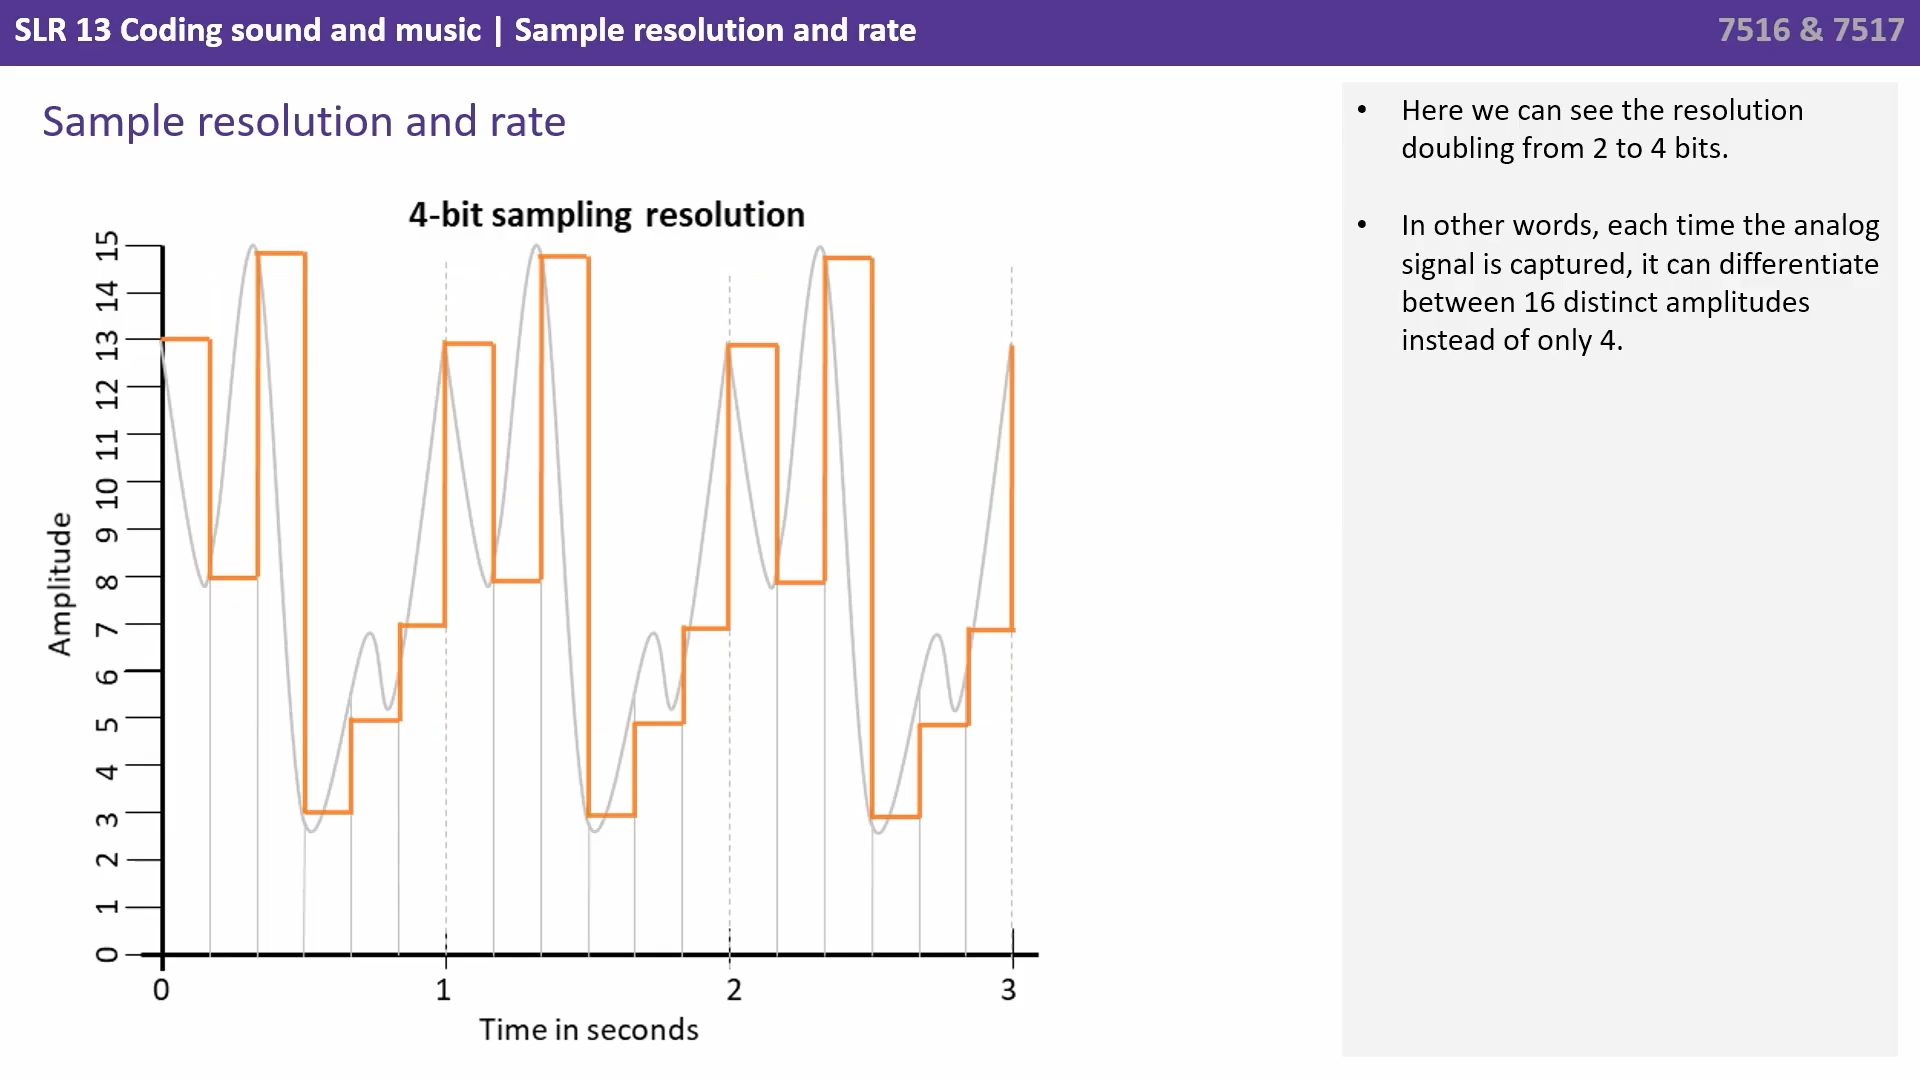 SLR 13 Coding sound and music | Sample resolution and rate
7516 & 7517
Sample resolution and rate
4-bit sampling resolution
15
14
13
12
11
10
9
8
7
6
5
4
3
2
1
0
Amplitude
0 1 2 3
Time in seconds
• Here we can see the resolution
doubling from 2 to 4 bits.
• In other words, each time the analog
signal is captured, it can differentiate
between 16 distinct amplitudes
instead of only 4.